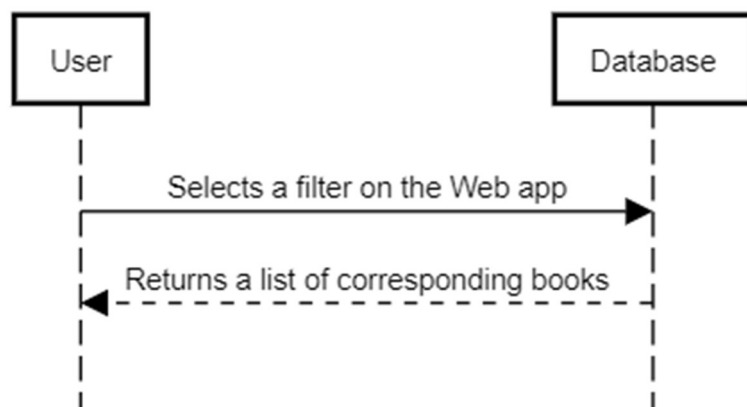 User
Database
Selects a filter on the Web app
Returns a list of corresponding books